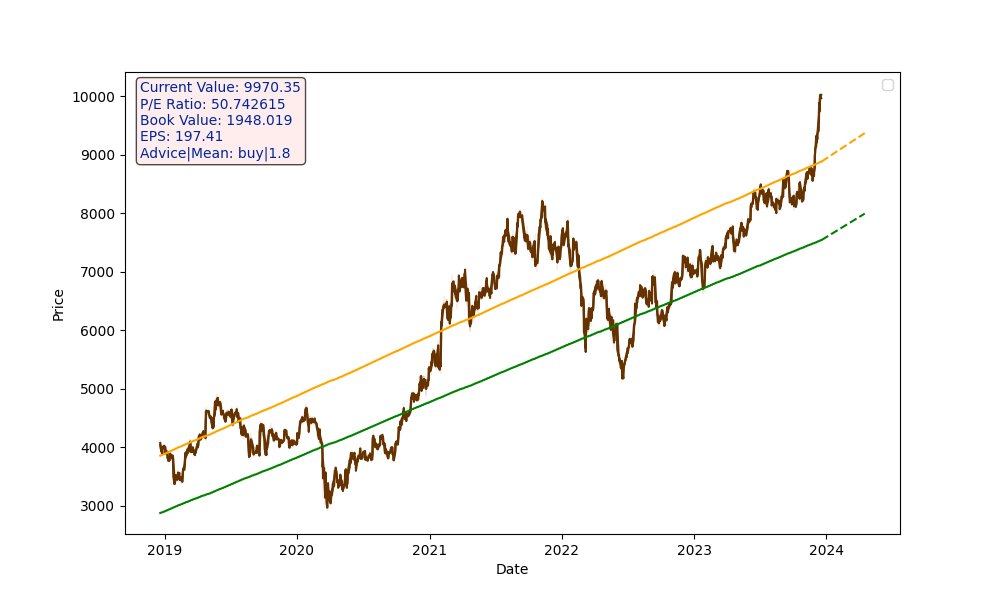 Current Value: 9970.35
P/E Ratio: 50.742615
Book Value: 1948.019
EPS: 197.41
Advice|Mean: buy|1.8
10000
9000
8000
7000
6000
5000
4000
3000
Price
2019 2020 2021 2022 2023 2024
Date